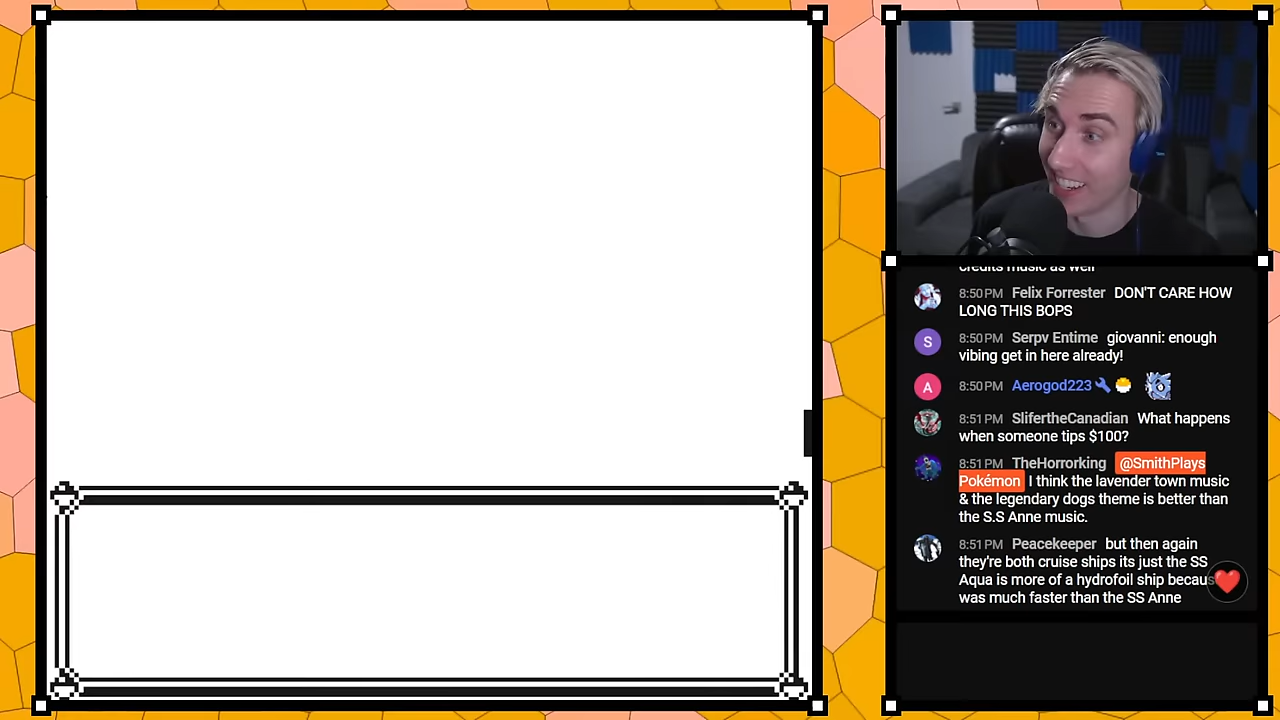 credits music as well
8:50 PM Felix Forrester DON'T CARE HOW
LONG THIS BOPS
S
8:50 PM Serpv Entime giovanni: enough
vibing get in here already!
A
8:50 PM Aerogod223
8:51 PM SlifertheCanadian What happens
when someone tips $100?
8:51 PM TheHorrorking @SmithPlays
Pokémon I think the lavender town music
& the legendary dogs theme is better than
the S.S Anne music.
8:51 PM Peacekeeper but then again
they're both cruise ships its just the SS
Aqua is more of a hydrofoil ship becaus
was much faster than the SS Anne